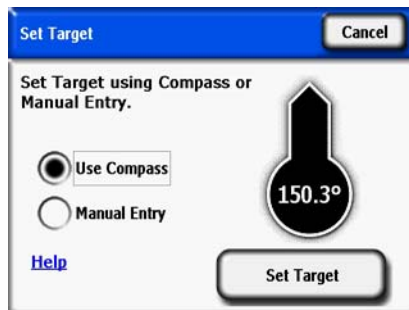 Set Target
Cancel
Set Target using Compass or
Manual Entry.
Use Compass
Manual Entry
150.3°
Help
Set Target